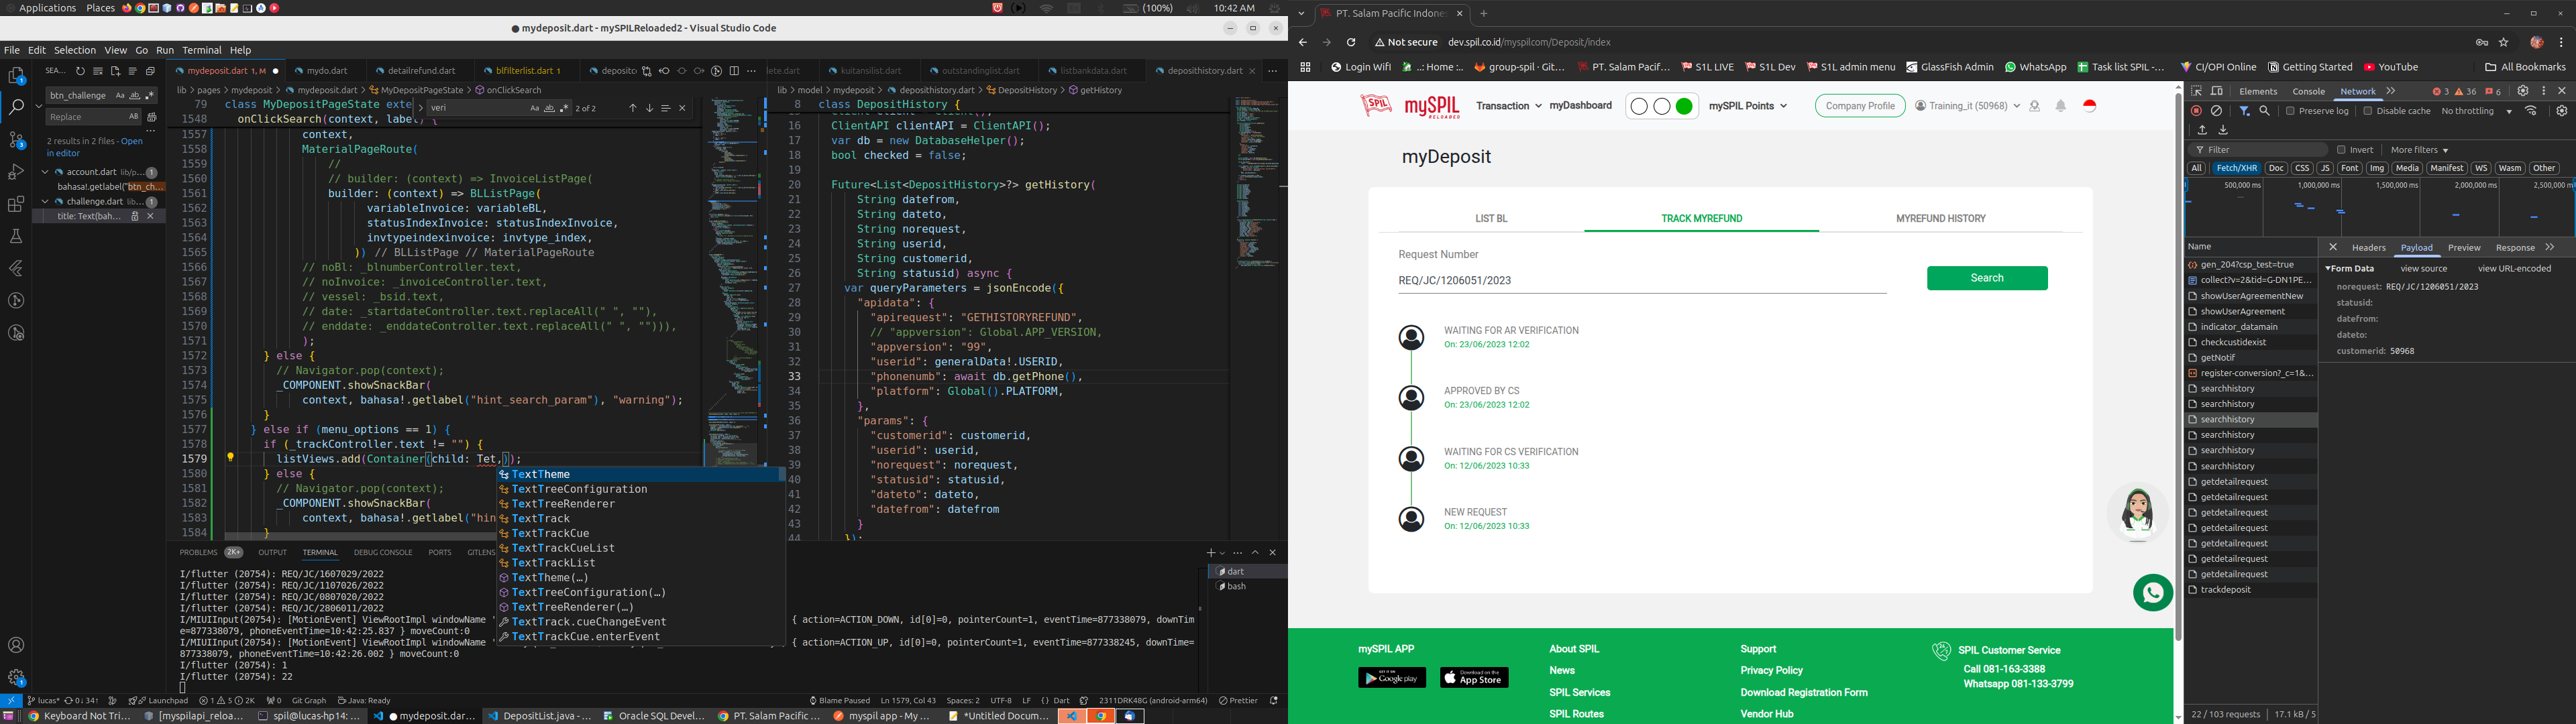 Applications Places (100%) 10:42 AM
mydeposit.dart - mySPILReloaded2 - Visual Studio Code
File Edit Selection View Go Run Terminal Help
mydeposit.dart 1, M mydo.dart detailrefund.dart blfilterlist.dart 1 kuitansilist.dart outstandinglist.dart listbankdata.dart deposithistory.dart
lib > pages > mydeposit > mydeposit.dart > MyDepositPageState > onClickSearch
lib > model > mydeposit > deposithistory.dart > DepositHistory > getHistory
btn_challenge Aa
Replace AB
2 results in 2 files - Open
in editor
account.dart lib/p... 1
bahasa!.getlabel("btn_ch...
challenge.dart lib... 1
title: Text(bah...
veri Aa 2 of 2
79 class MyDepositPageState exte
1548 onClickSearch(context, label) {
1557 context,
1558 MaterialPageRoute(
1559 //
1560 // builder: (context) => InvoiceListPage(
1561 builder: (context) => BLListPage(
1562 variableInvoice: variableBL,
1563 statusIndexInvoice: statusIndexInvoice,
1564 invtypeindexinvoice: invtype_index,
1565 )) // BLListPage // MaterialPageRoute
1566 // noBl: _blnumberController.text,
1567 // noInvoice: _invoiceController.text,
1568 // vessel: _bsid.text,
1569 // date: _startdateController.text.replaceAll(" ", ""),
1570 // enddate: _enddateController.text.replaceAll(" ", ""))),
1571 );
1572 } else {
1573 // Navigator.pop(context);
1574 _COMPONENT.showSnackBar(
1575 context, bahasa!.getlabel("hint_search_param"), "warning");
1576 }
1577 } else if (menu_options == 1) {
1578 if (_trackController.text != "") {
1579 listViews.add(Container(child: Tet,));
1580 } else {
1581 // Navigator.pop(context);
1582 _COMPONENT.showSnackBar(
1583 context, bahasa!.getlabel("hin
1584 }
TextTheme
TextTreeConfiguration
TextTreeRenderer
TextTrack
TextTrackCue
TextTrackCueList
TextTrackList
TextTheme(…)
TextTreeConfiguration(…)
TextTreeRenderer(…)
TextTrack.cueChangeEvent
TextTrackCue.enterEvent
8 class DepositHistory {
16 ClientAPI clientAPI = ClientAPI();
17 var db = new DatabaseHelper();
18 bool checked = false;
19
20 Future<List<DepositHistory>?> getHistory(
21 String datefrom,
22 String dateto,
23 String norequest,
24 String userid,
25 String customerid,
26 String statusid) async {
27 var queryParameters = jsonEncode({
28 "apidata": {
29 "apirequest": "GETHISTORYREFUND",
30 // "appversion": Global.APP_VERSION,
31 "appversion": "99",
32 "userid": generalData!.USERID,
33 "phonenumb": await db.getPhone(),
34 "platform": Global().PLATFORM,
35 },
36 "params": {
37 "customerid": customerid,
38 "userid": userid,
39 "norequest": norequest,
40 "statusid": statusid,
41 "dateto": dateto,
42 "datefrom": datefrom
43 }
44 });
PROBLEMS 2K+ OUTPUT TERMINAL DEBUG CONSOLE PORTS GITLENS
I/flutter (20754): REQ/JC/1607029/2022
I/flutter (20754): REQ/JC/1107026/2022
I/flutter (20754): REQ/JC/0807020/2022
I/flutter (20754): REQ/JC/2806011/2022
I/MIUIInput(20754): [MotionEvent] ViewRootImpl windowName ' { action=ACTION_DOWN, id[0]=0, pointerCount=1, eventTime=877338079, downTim
e=877338079, phoneEventTime=10:42:25.837 } moveCount:0
I/MIUIInput(20754): [MotionEvent] ViewRootImpl windowName ' { action=ACTION_UP, id[0]=0, pointerCount=1, eventTime=877338245, downTime=
877338079, phoneEventTime=10:42:26.002 } moveCount:0
I/flutter (20754): 1
I/flutter (20754): 22
dart
bash
lucas* 0↓ 34↑ Launchpad 1 5 2K 0 Git Graph Java: Ready Blame Paused Ln 1579, Col 43 Spaces: 2 UTF-8 LF {} Dart 2311DRK48G (android-arm64) Prettier
Keyboard Not Tri... [myspilapi_reloa... spil@lucas-hp14: ... mydeposit.dar... DepositList.java - ... Oracle SQL Devel... PT. Salam Pacific ... myspil app - My ... *Untitled Docum...
PT. Salam Pacific Indones
Not secure dev.spil.co.id/myspilcom/Deposit/index
Login Wifi ..: Home :.. group-spil · Git... PT. Salam Pacif... S1L LIVE S1L Dev S1L admin menu GlassFish Admin WhatsApp Task list SPIL -... CI/OPI Online Getting Started YouTube All Bookmarks
SPIL mySPIL RELOADED Transaction myDashboard mySPIL Points Company Profile Training_it (50968)
myDeposit
LIST BL TRACK MYREFUND MYREFUND HISTORY
Request Number
REQ/JC/1206051/2023 Search
WAITING FOR AR VERIFICATION
On: 23/06/2023 12:02
APPROVED BY CS
On: 23/06/2023 12:02
WAITING FOR CS VERIFICATION
On: 12/06/2023 10:33
NEW REQUEST
On: 12/06/2023 10:33
mySPIL APP
GET IT ON Google play
Download on the App Store
About SPIL
News
SPIL Services
SPIL Routes
Support
Privacy Policy
Download Registration Form
Vendor Hub
SPIL Customer Service
Call 081-163-3388
Whatsapp 081-133-3799
Elements Console Network 3 36 6
Preserve log Disable cache No throttling
Filter Invert More filters
All Fetch/XHR Doc CSS JS Font Img Media Manifest WS Wasm Other
500,000 ms 1,000,000 ms 1,500,000 ms 2,000,000 ms 2,500,000 m
Name
gen_204?csp_test=true
collect?v=2&tid=G-DN1PE...
showUserAgreementNew
showUserAgreement
indicator_datamain
checkcustidexist
getNotif
register-conversion?_c=1&...
searchhistory
searchhistory
searchhistory
searchhistory
searchhistory
searchhistory
getdetailrequest
getdetailrequest
getdetailrequest
getdetailrequest
getdetailrequest
getdetailrequest
getdetailrequest
trackdeposit
Headers Payload Preview Response
Form Data view source view URL-encoded
norequest: REQ/JC/1206051/2023
statusid:
datefrom:
dateto:
customerid: 50968
22 / 103 requests 17.1 kB / 5